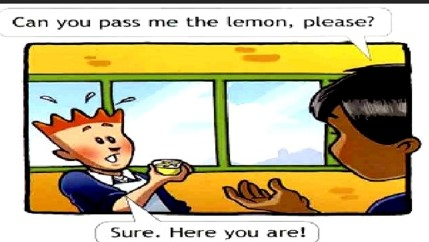 Can you pass me the lemon, please?
Sure. Here you are!